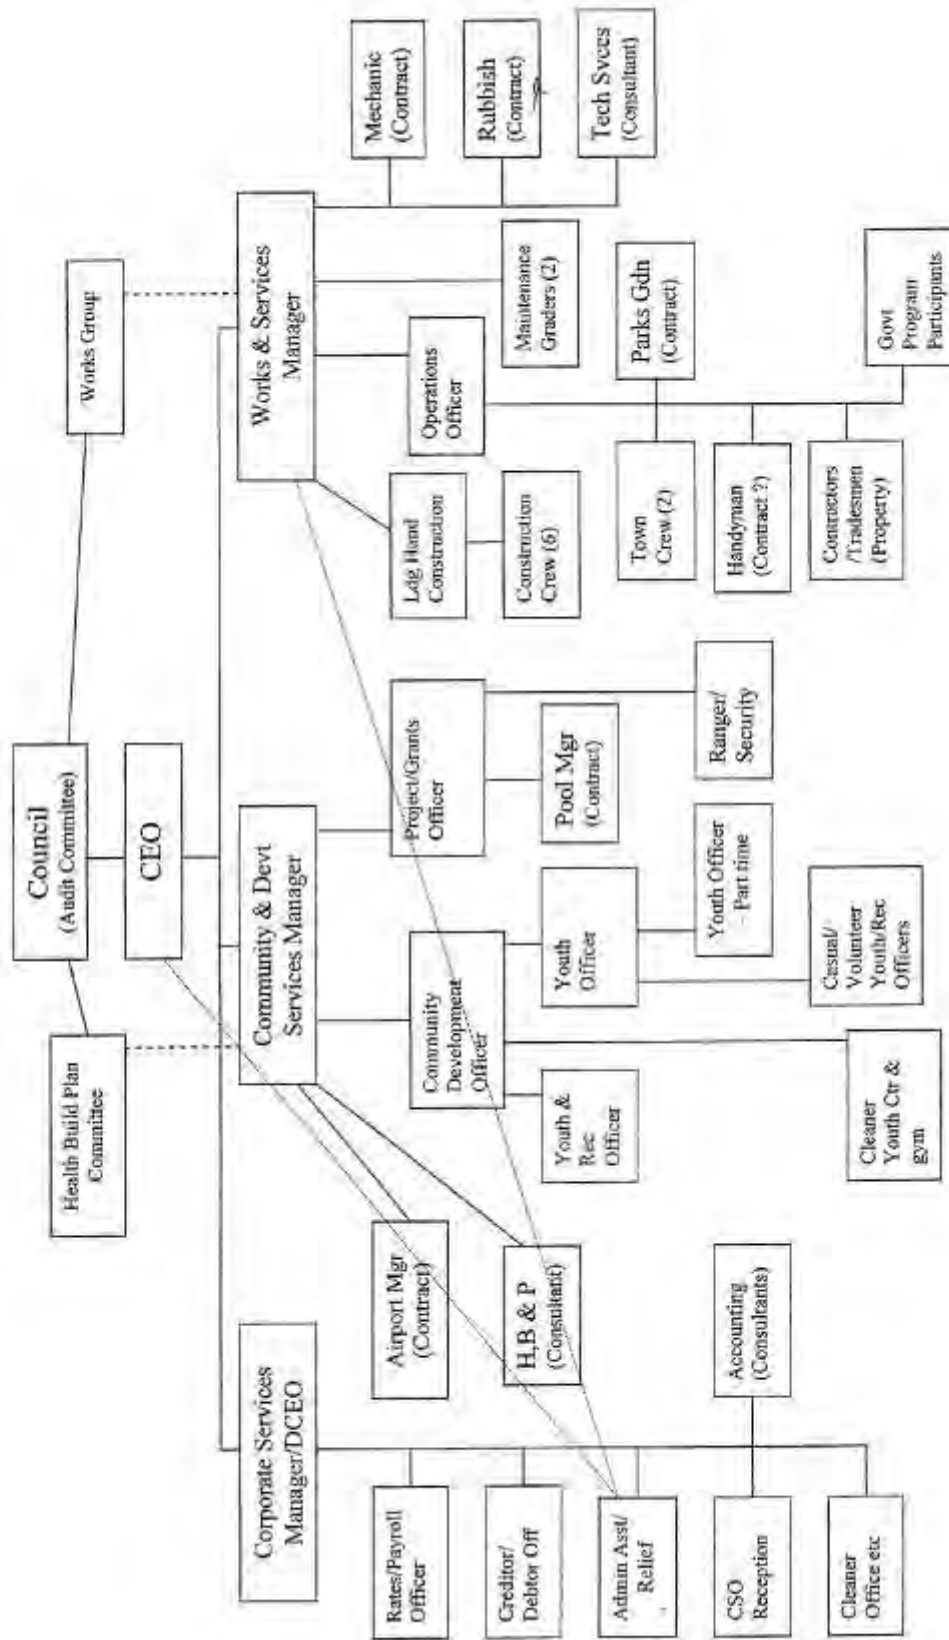 Council
(Audit Committee)
Health Build Plan
Committee
Works Group
CEO
Corporate Services
Manager/DCEO
Community & Devt
Services Manager
Works & Services
Manager
Rates/Payroll
Officer
Creditor/
Debtor Off
Admin Asst/
Relief
CSO
Reception
Cleaner
Office etc
Accounting
(Consultants)
Airport Mgr
(Contract)
H,B & P
(Consultant)
Community
Development
Officer
Youth &
Rec
Officer
Youth
Officer
Cleaner
Youth Ctr &
gym
Youth Officer
- Part time
Casual/
Volunteer
Youth/Rec
Officers
Project/Grants
Officer
Pool Mgr
(Contract)
Ranger/
Security
Ldg Hand
Construction
Construction
Crew (6)
Operations
Officer
Maintenance
Graders (2)
Town
Crew (2)
Parks Gdn
(Contract)
Handyman
(Contract ?)
Contractors
/Tradesmen
(Property)
Govt
Program
Participants
Mechanic
(Contract)
Rubbish
(Contract)
Tech Svces
(Consultant)